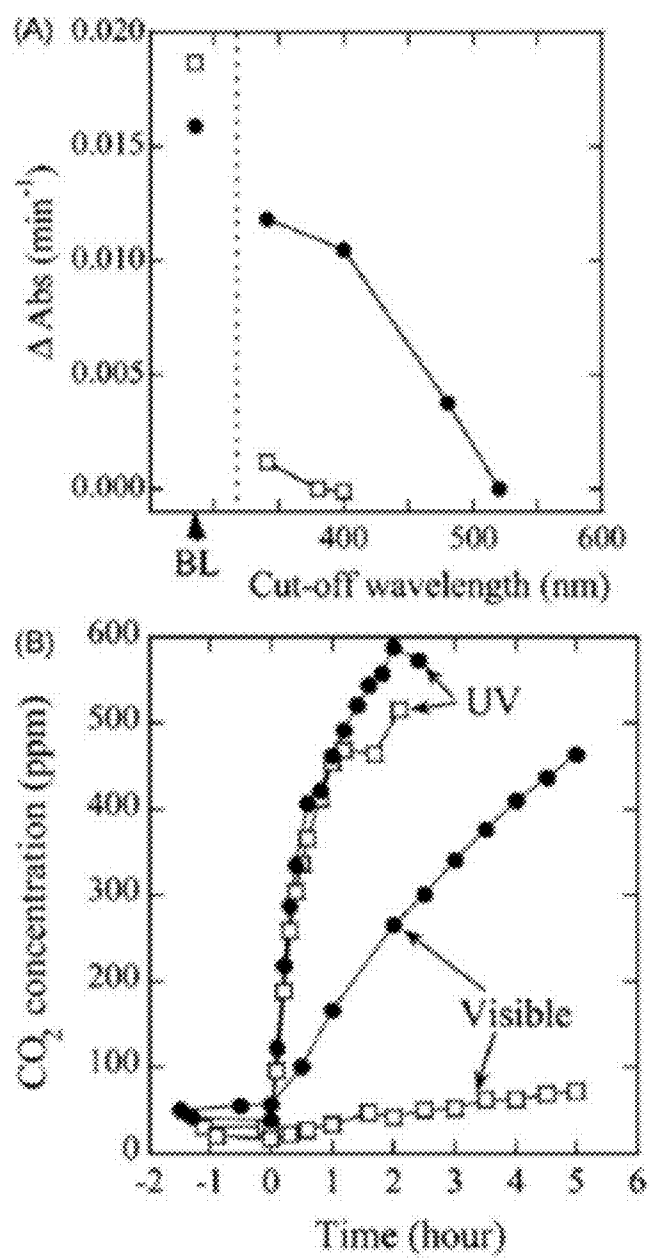 (A)
0.020
0.015
0.010
0.005
0.000
Δ Abs (min⁻¹)
400 500 600
BL
Cut-off wavelength (nm)
(B)
600
500
400
300
200
100
0
CO₂ concentration (ppm)
UV
Visible
-2 -1 0 1 2 3 4 5 6
Time (hour)